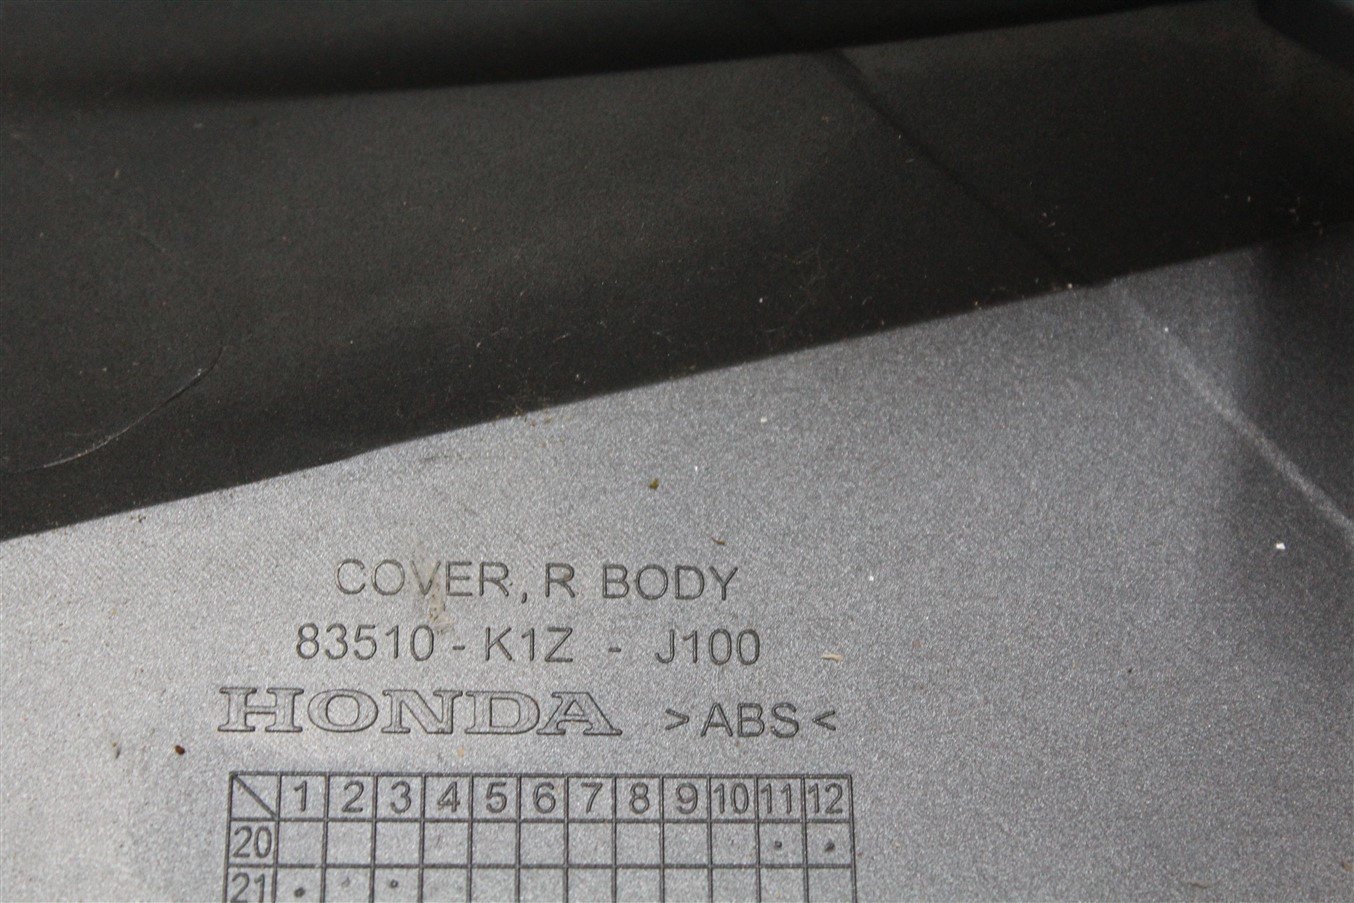 COVER, R BODY
83510 - K1Z - J100
HONDA >ABS<
1 2 3 4 5 6 7 8 9 10 11 12
20
21